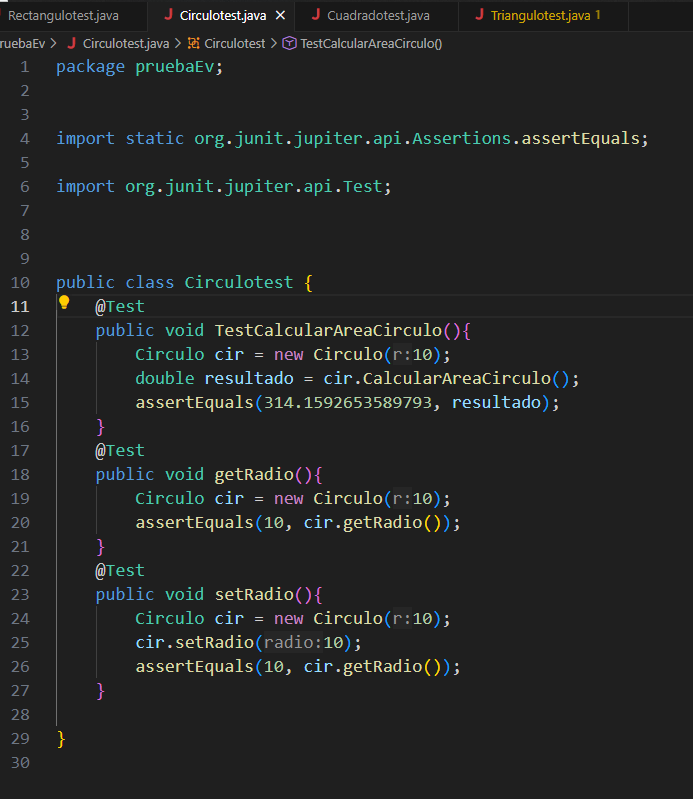 Rectangulotest.java Circulotest.java Cuadradotest.java Triangulotest.java 1
ruebaEv > Circulotest.java > Circulotest > TestCalcularAreaCirculo()
1 package pruebaEv;
2
3
4 import static org.junit.jupiter.api.Assertions.assertEquals;
5
6 import org.junit.jupiter.api.Test;
7
8
9
10 public class Circulotest {
11 @Test
12 public void TestCalcularAreaCirculo(){
13 Circulo cir = new Circulo(r:10);
14 double resultado = cir.CalcularAreaCirculo();
15 assertEquals(314.1592653589793, resultado);
16 }
17 @Test
18 public void getRadio(){
19 Circulo cir = new Circulo(r:10);
20 assertEquals(10, cir.getRadio());
21 }
22 @Test
23 public void setRadio(){
24 Circulo cir = new Circulo(r:10);
25 cir.setRadio(radio:10);
26 assertEquals(10, cir.getRadio());
27 }
28
29 }
30